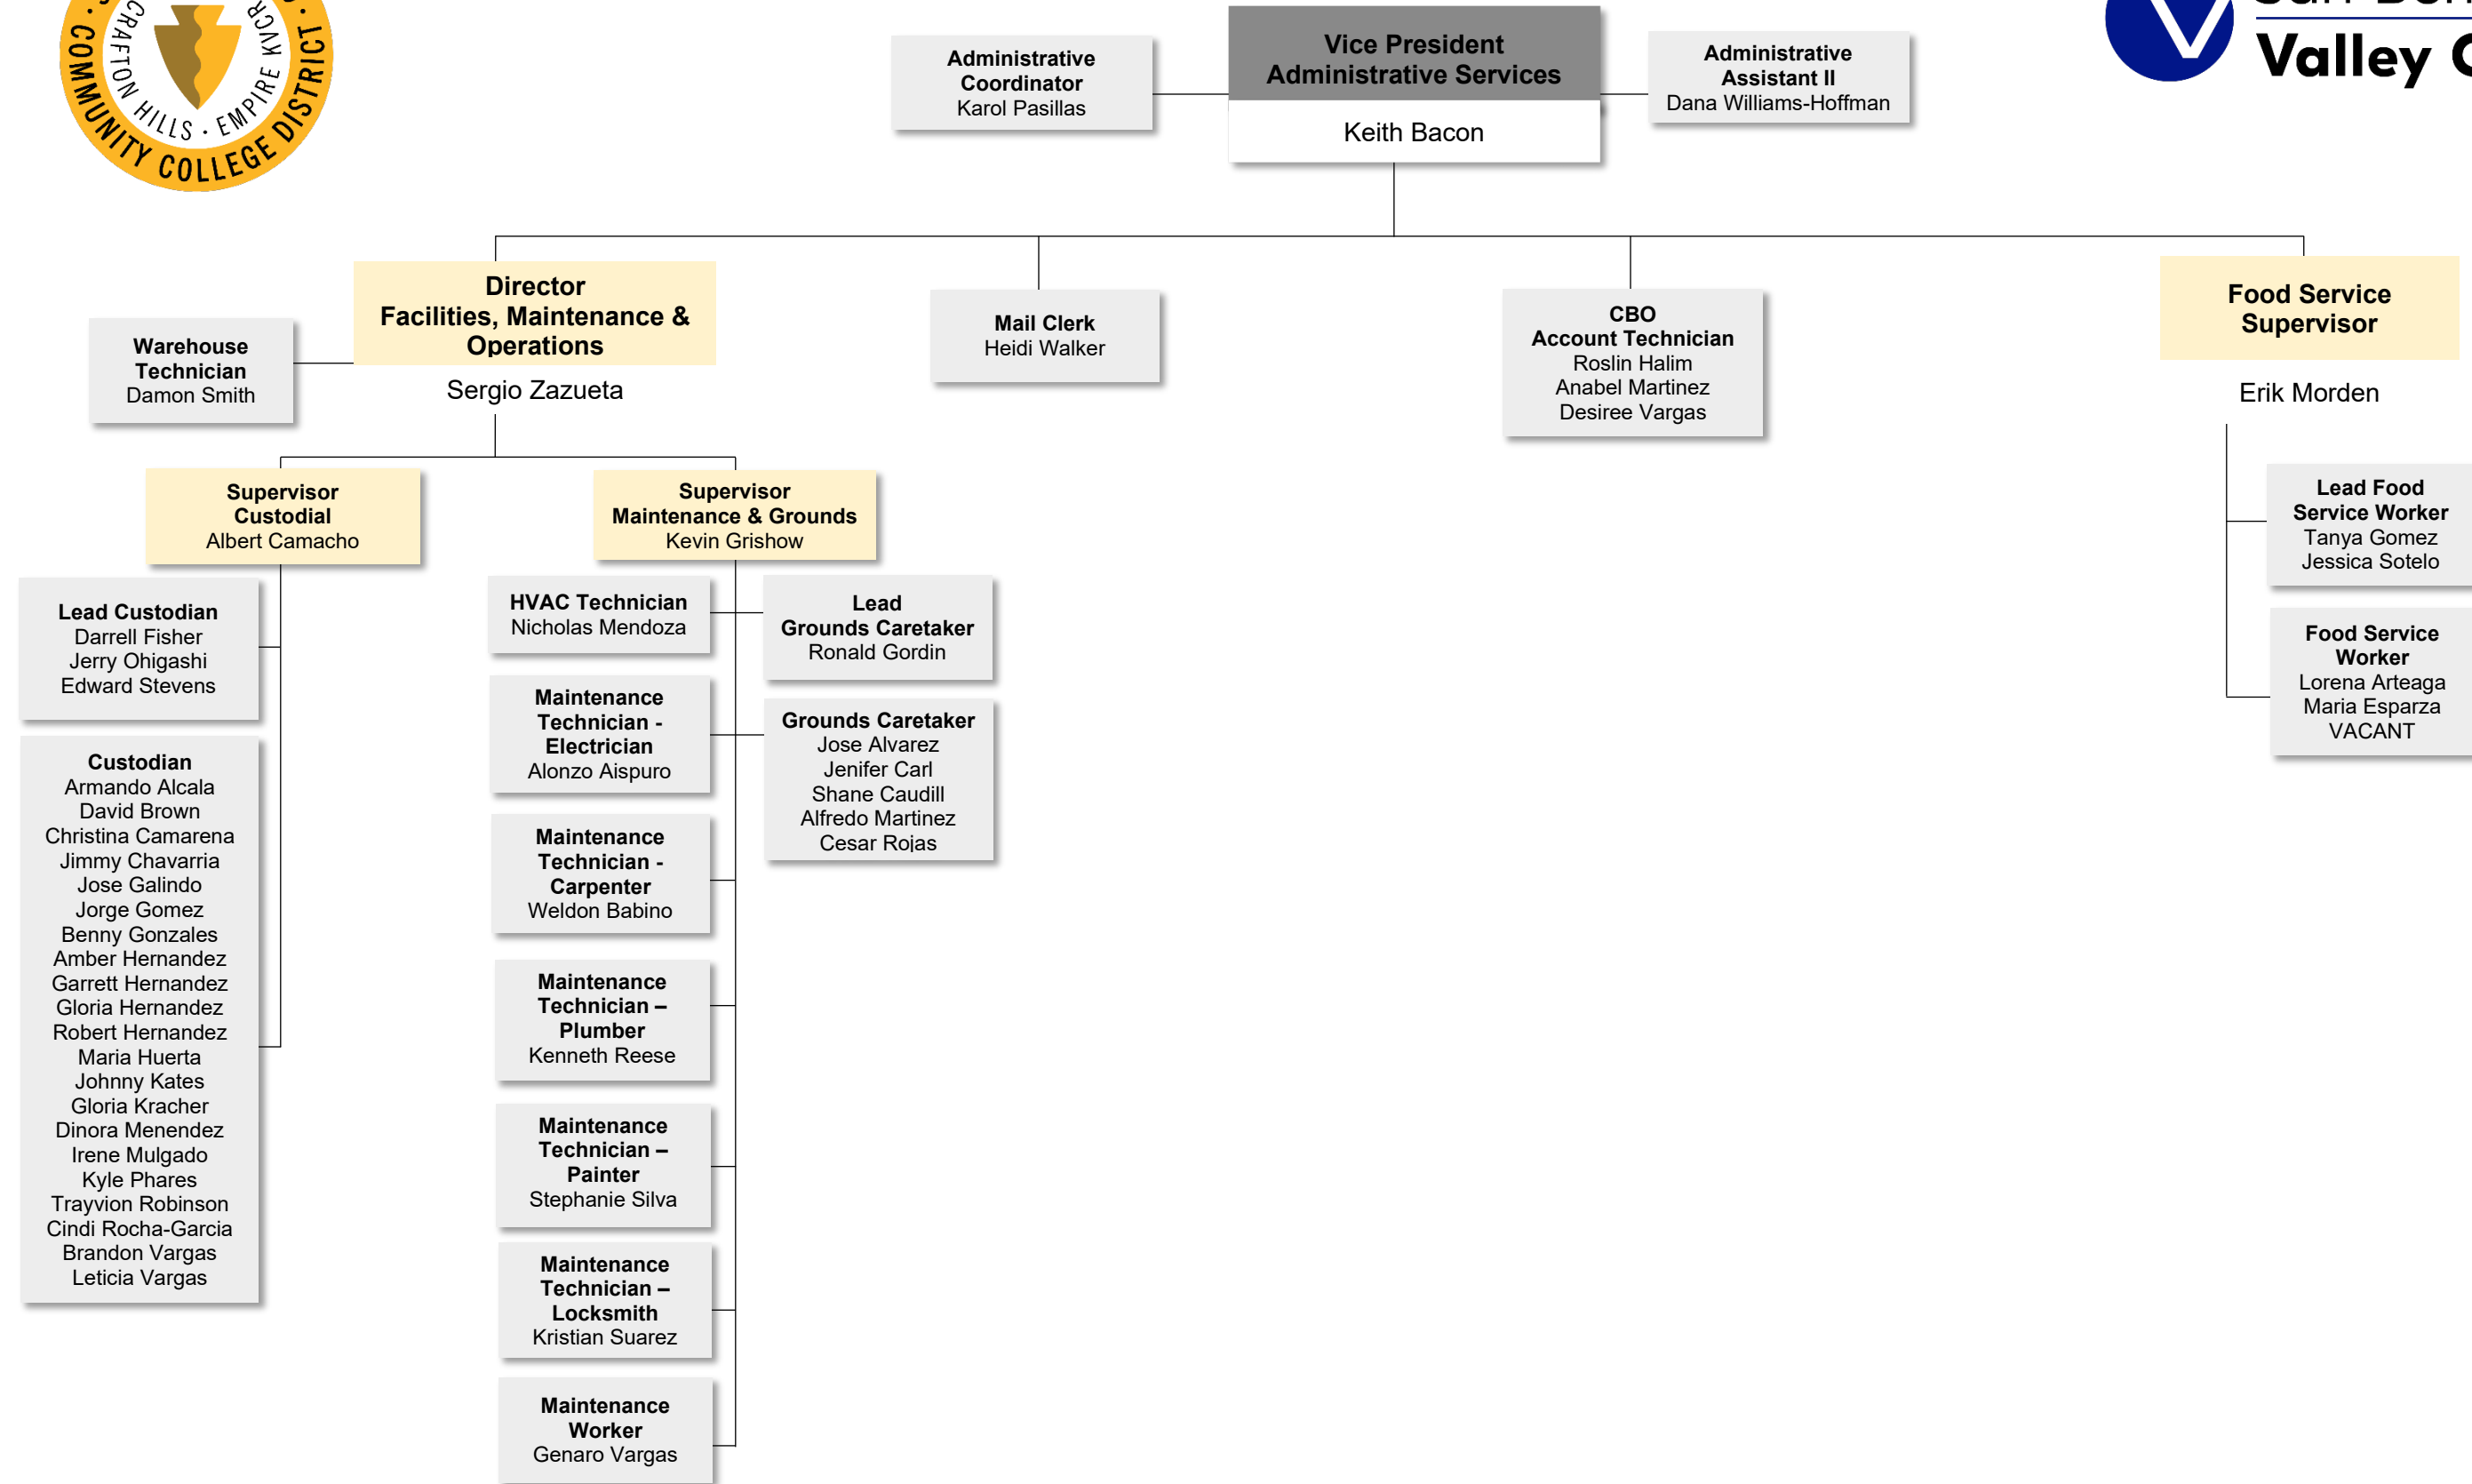 COMMUNITY COLLEGE DISTRICT
CRAFTON HILLS · EMPIRE KVCR
Valley
Vice President
Administrative Services
Keith Bacon
Administrative
Coordinator
Karol Pasillas
Administrative
Assistant II
Dana Williams-Hoffman
Director
Facilities, Maintenance &
Operations
Sergio Zazueta
Warehouse
Technician
Damon Smith
Mail Clerk
Heidi Walker
CBO
Account Technician
Roslin Halim
Anabel Martinez
Desiree Vargas
Food Service
Supervisor
Erik Morden
Supervisor
Custodial
Albert Camacho
Supervisor
Maintenance & Grounds
Kevin Grishow
Lead Custodian
Darrell Fisher
Jerry Ohigashi
Edward Stevens
Custodian
Armando Alcala
David Brown
Christina Camarena
Jimmy Chavarria
Jose Galindo
Jorge Gomez
Benny Gonzales
Amber Hernandez
Garrett Hernandez
Gloria Hernandez
Robert Hernandez
Maria Huerta
Johnny Kates
Gloria Kracher
Dinora Menendez
Irene Mulgado
Kyle Phares
Trayvion Robinson
Cindi Rocha-Garcia
Brandon Vargas
Leticia Vargas
HVAC Technician
Nicholas Mendoza
Maintenance
Technician -
Electrician
Alonzo Aispuro
Maintenance
Technician -
Carpenter
Weldon Babino
Maintenance
Technician –
Plumber
Kenneth Reese
Maintenance
Technician –
Painter
Stephanie Silva
Maintenance
Technician –
Locksmith
Kristian Suarez
Maintenance
Worker
Genaro Vargas
Lead
Grounds Caretaker
Ronald Gordin
Grounds Caretaker
Jose Alvarez
Jenifer Carl
Shane Caudill
Alfredo Martinez
Cesar Rojas
Lead Food
Service Worker
Tanya Gomez
Jessica Sotelo
Food Service
Worker
Lorena Arteaga
Maria Esparza
VACANT